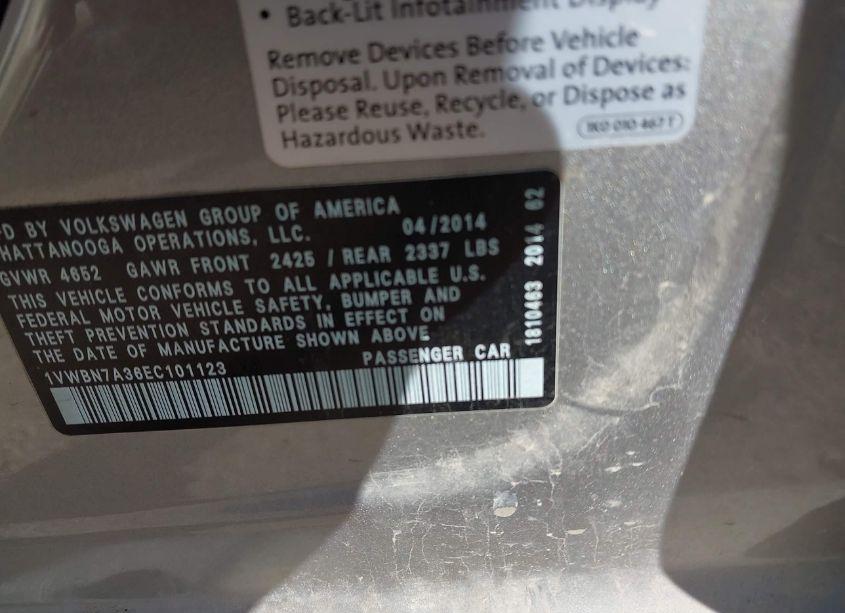 • Back-Lit Infotainment Display
Remove Devices Before Vehicle
Disposal. Upon Removal of Devices:
Please Reuse, Recycle, or Dispose as
Hazardous Waste.
1K0 010 467 T
D BY VOLKSWAGEN GROUP OF AMERICA
HATTANOOGA OPERATIONS, LLC. 04/2014
GVWR 4652 GAWR FRONT 2425 / REAR 2337 LBS
THIS VEHICLE CONFORMS TO ALL APPLICABLE U.S.
FEDERAL MOTOR VEHICLE SAFETY, BUMPER AND
THEFT PREVENTION STANDARDS IN EFFECT ON
THE DATE OF MANUFACTURE SHOWN ABOVE
1VWBN7A36EC101123 PASSENGER CAR
1810463 2014 02